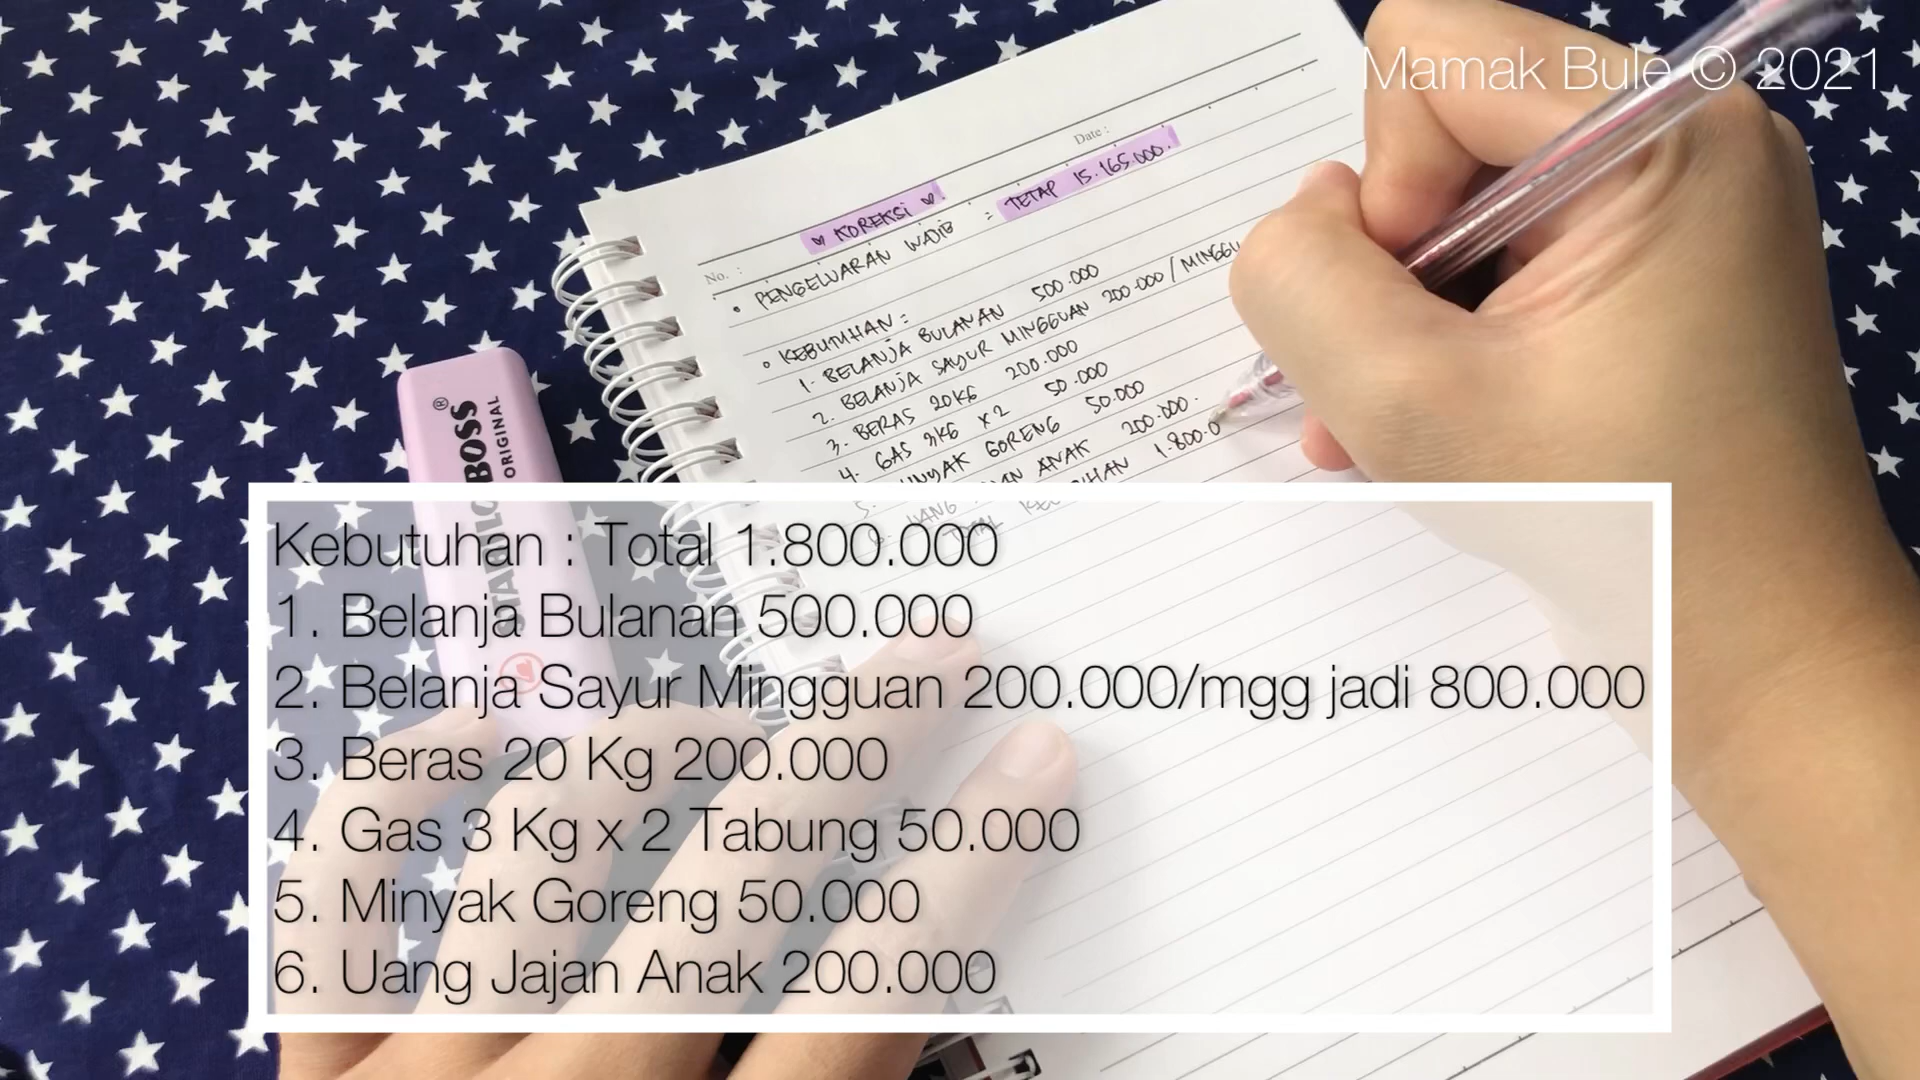 Mamak Bule © 2021
Date :
♥ KOREKSI ♥
No. :
• PENGELUARAN WAJIB : TETAP 15.165.000.
• KEBUTUHAN :
1. BELANJA BULANAN 500.000
2. BELANJA SAYUR MINGGUAN 200.000 / MINGGU
3. BERAS 20KG 200.000
4. GAS 3KG X 2 50.000
5. GORENG 50.000
6. UANG ANAK 200.000.
TOTAL 1.800.0
BOSS
®
ORIGINAL
Kebutuhan : Total 1.800.000
1. Belanja Bulanan 500.000
2. Belanja Sayur Mingguan 200.000/mgg jadi 800.000
3. Beras 20 Kg 200.000
4. Gas 3 Kg x 2 Tabung 50.000
5. Minyak Goreng 50.000
6. Uang Jajan Anak 200.000